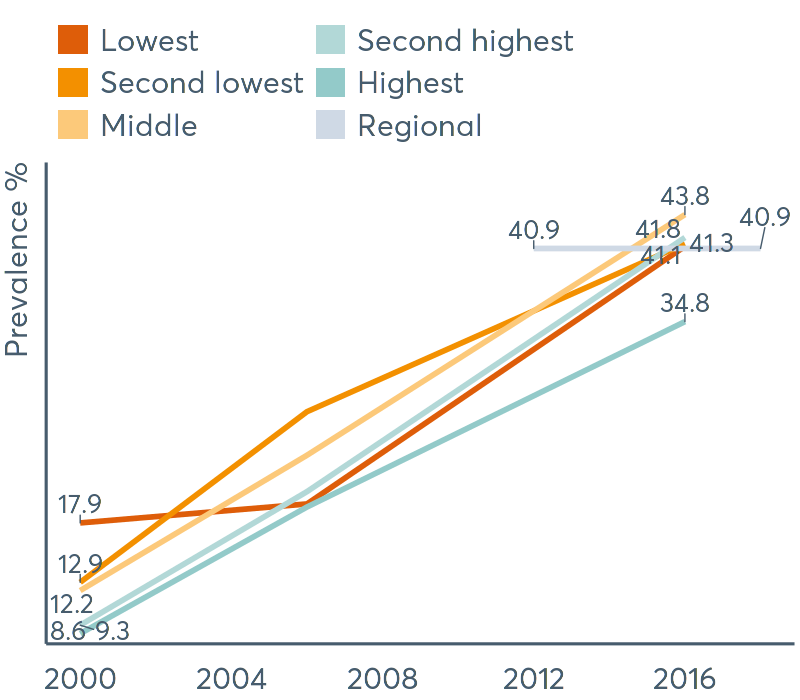 Lowest
Second highest
Second lowest
Highest
Middle
Regional
Prevalence %
43.8
40.9
40.9
41.8
41.3
41.1
34.8
17.9
12.9
12.2
8.6
9.3
2000
2004
2008
2012
2016